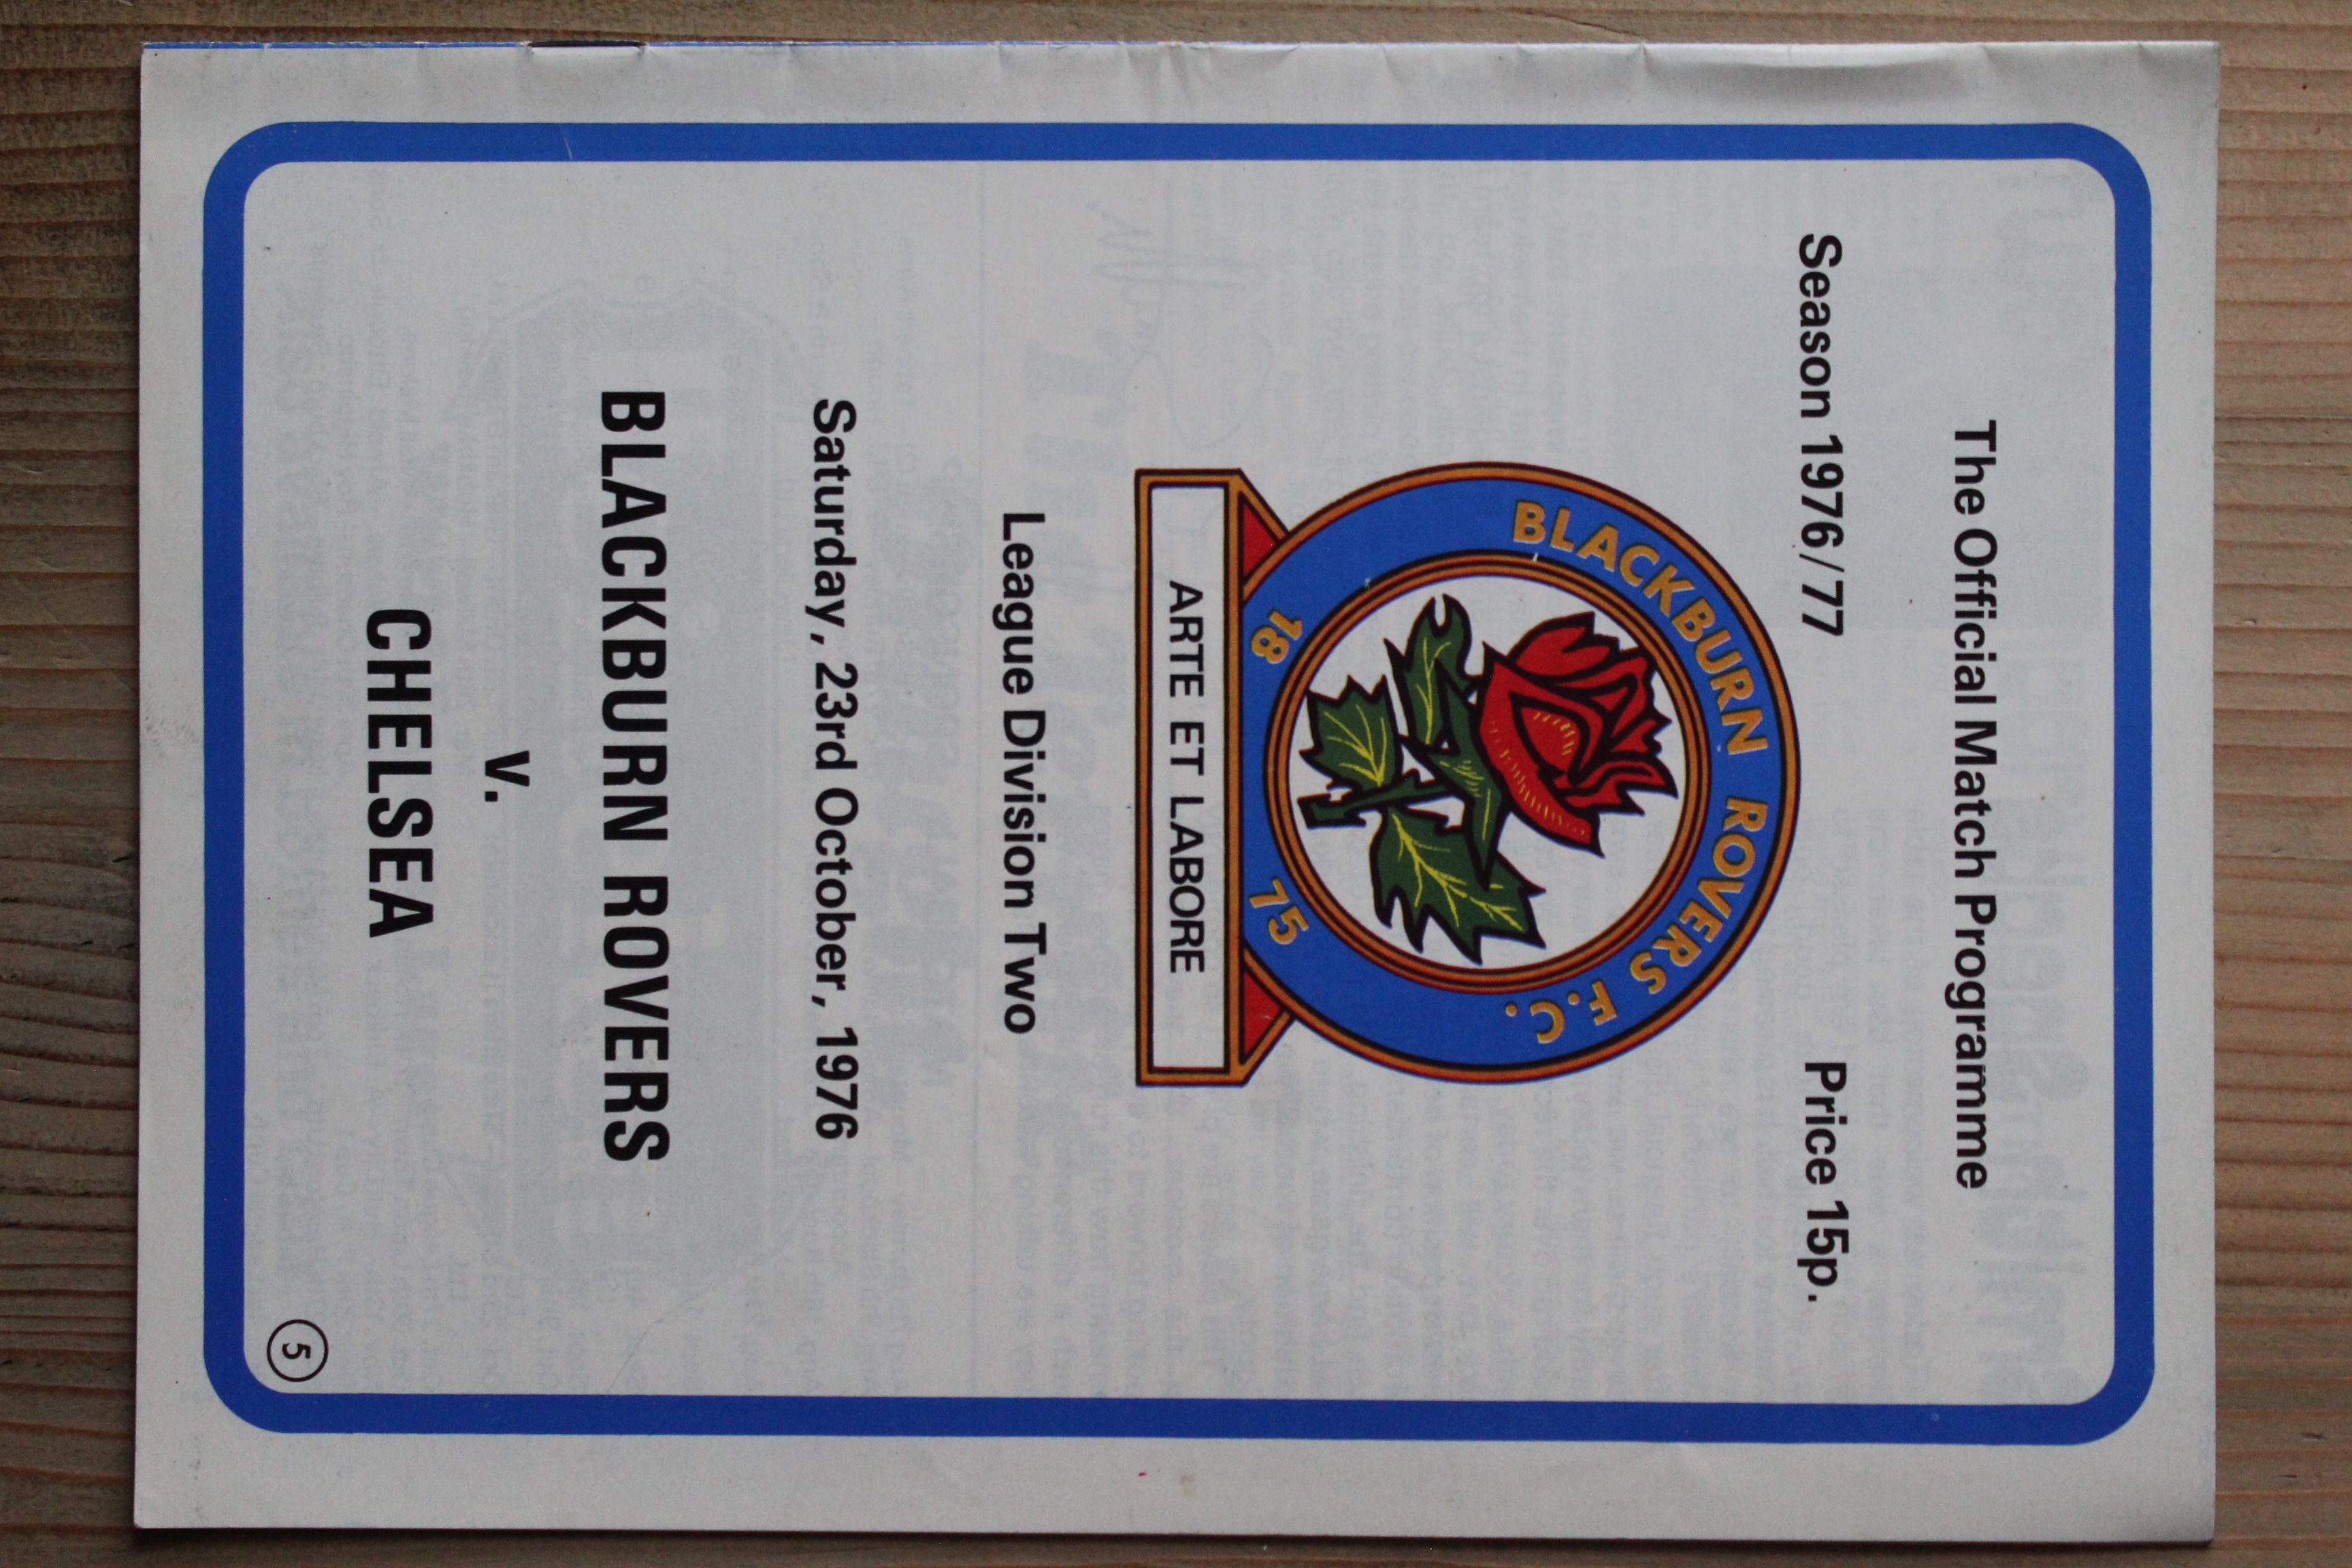 The Official Match Programme
Season 1976/77 Price 15p.
BLACKBURN ROVERS F.C.
18 75
ARTE ET LABORE
League Division Two
Saturday, 23rd October, 1976
BLACKBURN ROVERS
v.
CHELSEA
5